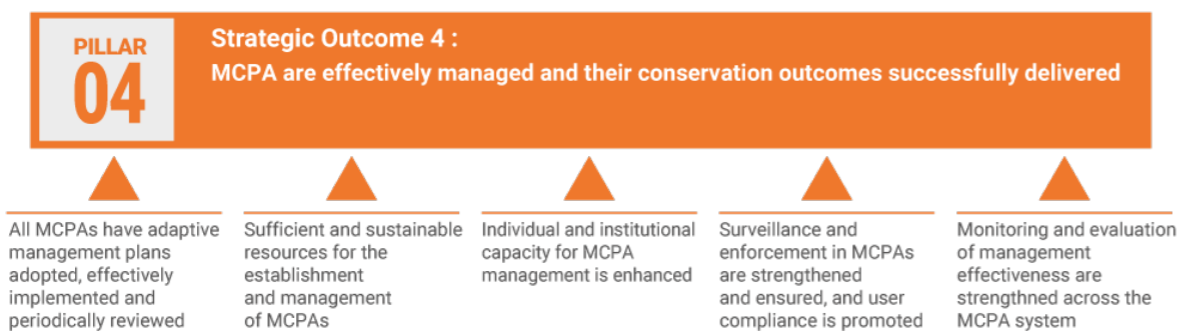 PILLAR
04
Strategic Outcome 4 :
MCPA are effectively managed and their conservation outcomes successfully delivered
All MCPAs have adaptive
management plans
adopted, effectively
implemented and
periodically reviewed
Sufficient and sustainable
resources for the
establishment
and management
of MCPAs
Individual and institutional
capacity for MCPA
management is enhanced
Surveillance and
enforcement in MCPAs
are strengthened
and ensured, and user
compliance is promoted
Monitoring and evaluation
of management
effectiveness are
strengthned across the
MCPA system